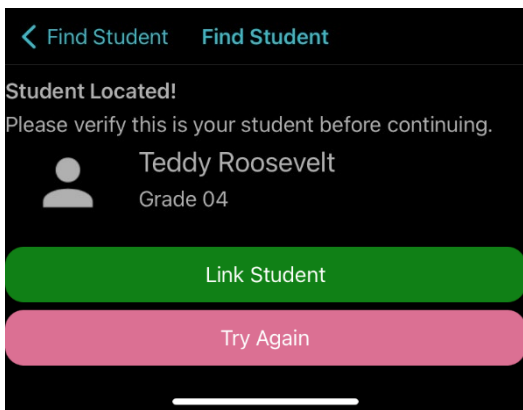 Find Student Find Student
Student Located!
Please verify this is your student before continuing.
Teddy Roosevelt
Grade 04
Link Student
Try Again